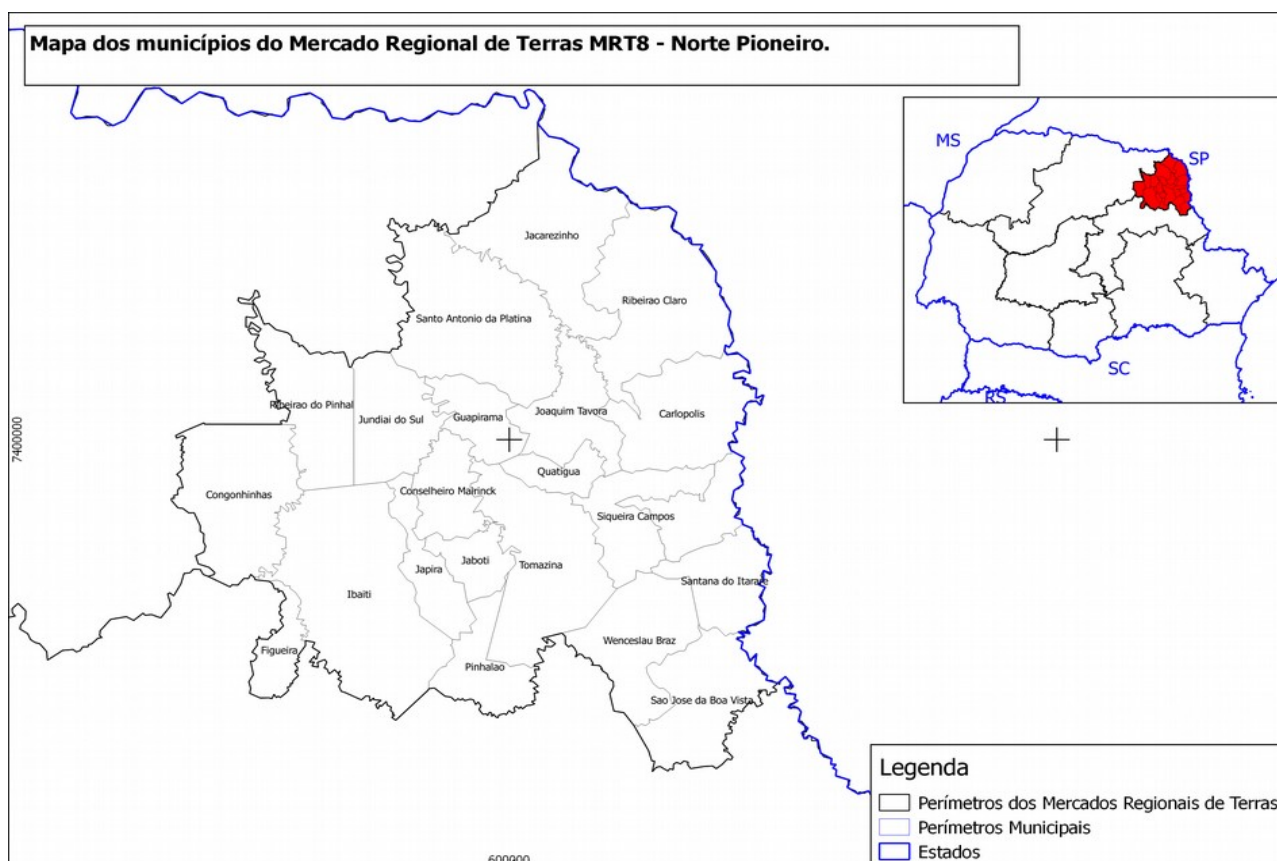 Mapa dos municípios do Mercado Regional de Terras MRT8 - Norte Pioneiro.
MS
SP
SC
RS
Jacarezinho
Ribeirao Claro
Santo Antonio da Platina
Ribeirao do Pinhal
Jundiai do Sul
Guapirama
Joaquim Tavora
Carlopolis
7400000
Quatigua
Congonhinhas
Conselheiro Mairinck
Siqueira Campos
Jaboti
Japira
Tomazina
Santana do Itarare
Ibaiti
Wenceslau Braz
Figueira
Pinhalao
Sao Jose da Boa Vista
Legenda
Perímetros dos Mercados Regionais de Terras
Perímetros Municipais
Estados
600900